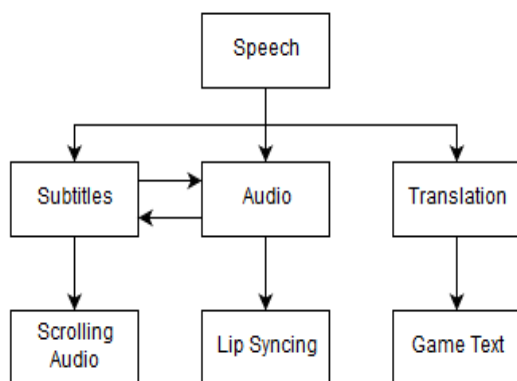 Speech
Subtitles
Audio
Translation
Scrolling
Audio
Lip Syncing
Game Text